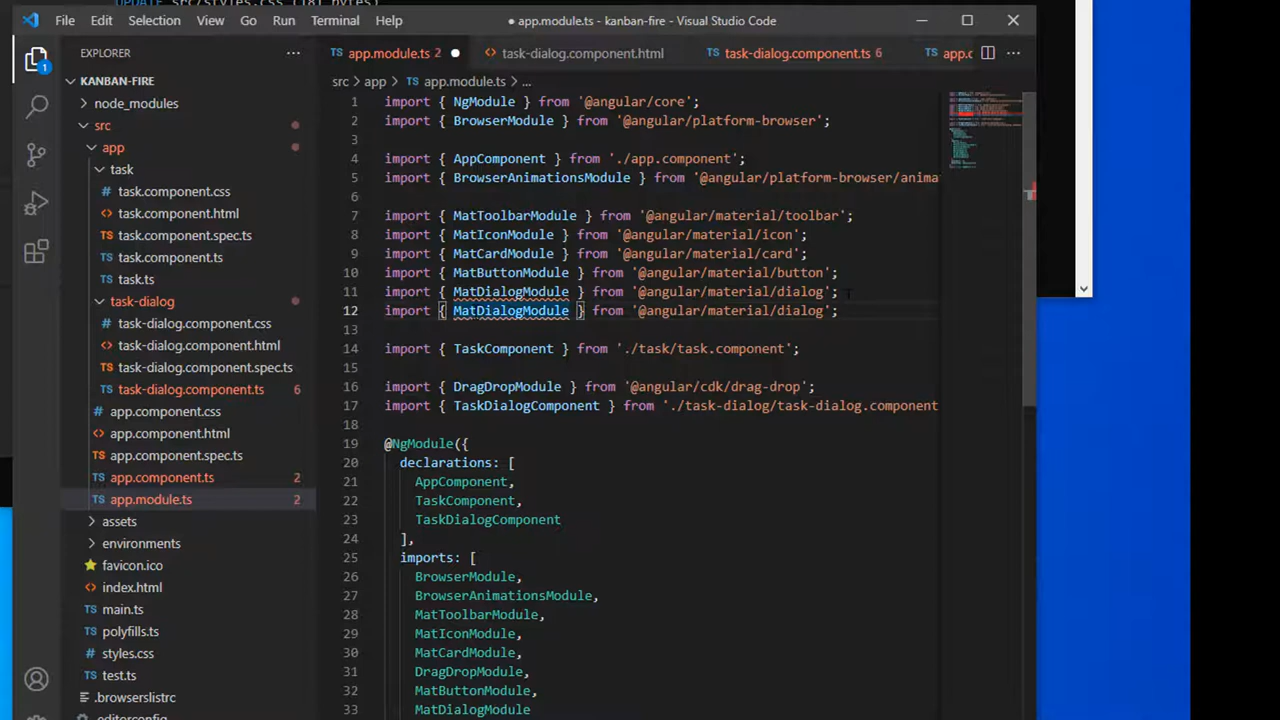 UPDATE src/styles.css (181 bytes)
File Edit Selection View Go Run Terminal Help
● app.module.ts - kanban-fire - Visual Studio Code
EXPLORER
app.module.ts 2
task-dialog.component.html
task-dialog.component.ts 6
app.c
KANBAN-FIRE
node_modules
src
app
task
task.component.css
task.component.html
task.component.spec.ts
task.component.ts
task.ts
task-dialog
task-dialog.component.css
task-dialog.component.html
task-dialog.component.spec.ts
task-dialog.component.ts 6
app.component.css
app.component.html
app.component.spec.ts
app.component.ts 2
app.module.ts 2
assets
environments
favicon.ico
index.html
main.ts
polyfills.ts
styles.css
test.ts
.browserslistrc
.editorconfig
1
src > app > app.module.ts > ...
1 import { NgModule } from '@angular/core';
2 import { BrowserModule } from '@angular/platform-browser';
3
4 import { AppComponent } from './app.component';
5 import { BrowserAnimationsModule } from '@angular/platform-browser/anima
6
7 import { MatToolbarModule } from '@angular/material/toolbar';
8 import { MatIconModule } from '@angular/material/icon';
9 import { MatCardModule } from '@angular/material/card';
10 import { MatButtonModule } from '@angular/material/button';
11 import { MatDialogModule } from '@angular/material/dialog';
12 import { MatDialogModule } from '@angular/material/dialog';
13
14 import { TaskComponent } from './task/task.component';
15
16 import { DragDropModule } from '@angular/cdk/drag-drop';
17 import { TaskDialogComponent } from './task-dialog/task-dialog.component
18
19 @NgModule({
20 declarations: [
21 AppComponent,
22 TaskComponent,
23 TaskDialogComponent
24 ],
25 imports: [
26 BrowserModule,
27 BrowserAnimationsModule,
28 MatToolbarModule,
29 MatIconModule,
30 MatCardModule,
31 DragDropModule,
32 MatButtonModule,
33 MatDialogModule